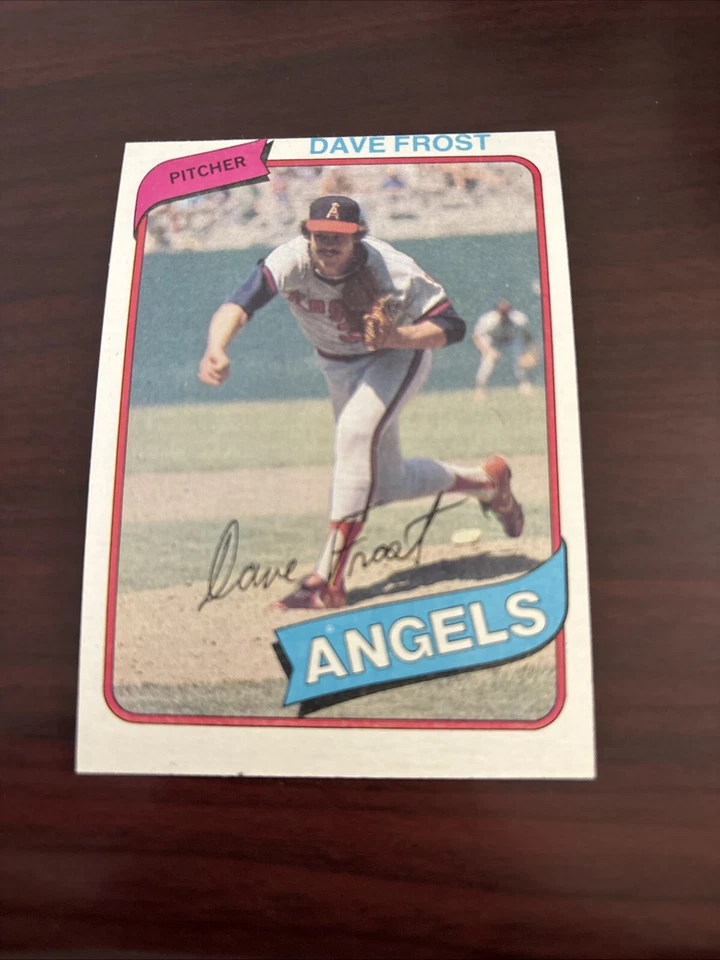 DAVE FROST
PITCHER
A
Dave Frost
ANGELS